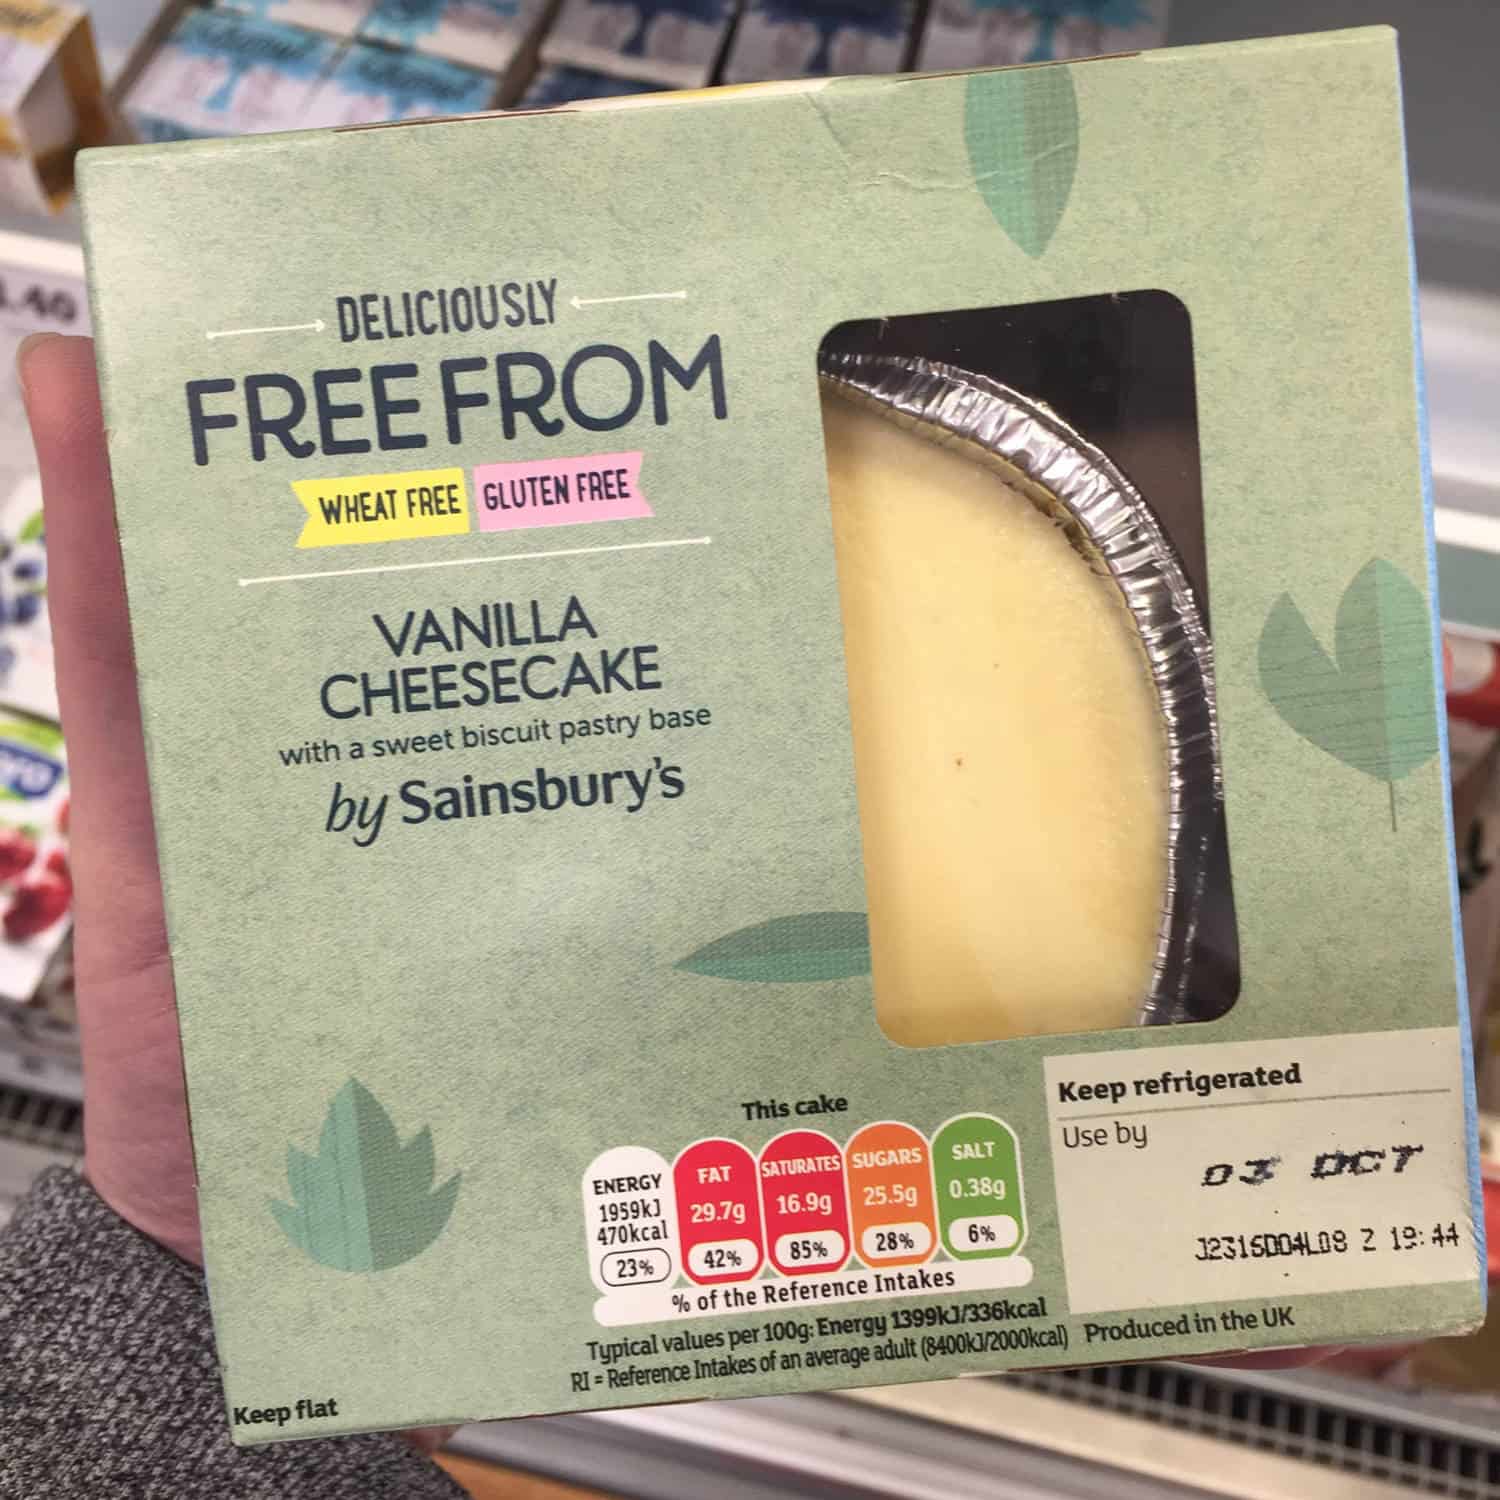 DELICIOUSLY
FREE FROM
WHEAT FREE GLUTEN FREE
VANILLA
CHEESECAKE
with a sweet biscuit pastry base
by Sainsbury's
This cake
ENERGY
1959kJ
470kcal
23%
FAT
29.7g
42%
SATURATES
16.9g
85%
SUGARS
25.5g
28%
SALT
0.38g
6%
% of the Reference Intakes
Typical values per 100g: Energy 1399kJ/336kcal
RI = Reference Intakes of an average adult (8400kJ/2000kcal)
Keep refrigerated
Use by
03 OCT
J2316D04L08 2 19:44
Produced in the UK
Keep flat